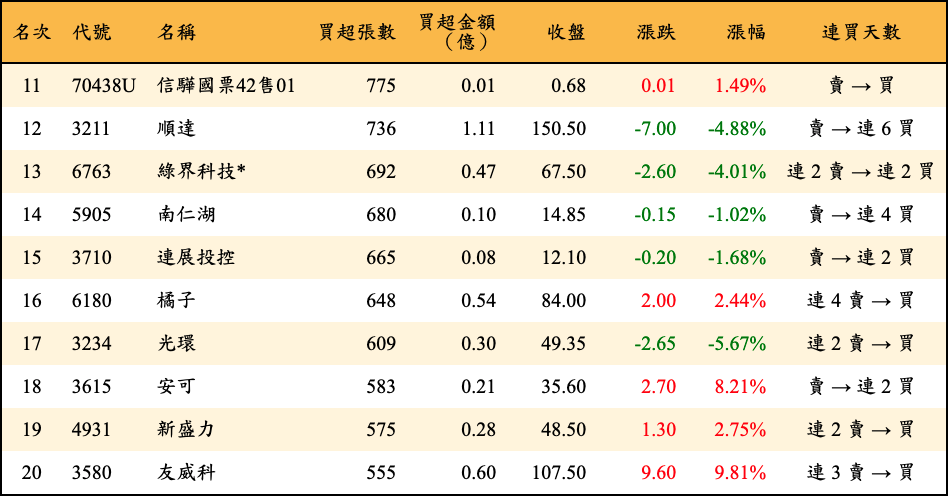 名次 代號 名稱 買超張數 買超金額（億） 收盤 漲跌 漲幅 連買天數
11 70438U 信驊國票42售01 775 0.01 0.68 0.01 1.49% 賣 → 買
12 3211 順達 736 1.11 150.50 -7.00 -4.88% 賣 → 連 6 買
13 6763 綠界科技* 692 0.47 67.50 -2.60 -4.01% 連 2 賣 → 連 2 買
14 5905 南仁湖 680 0.10 14.85 -0.15 -1.02% 賣 → 連 4 買
15 3710 連展投控 665 0.08 12.10 -0.20 -1.68% 賣 → 連 2 買
16 6180 橘子 648 0.54 84.00 2.00 2.44% 連 4 賣 → 買
17 3234 光環 609 0.30 49.35 -2.65 -5.67% 連 2 賣 → 買
18 3615 安可 583 0.21 35.60 2.70 8.21% 賣 → 連 2 買
19 4931 新盛力 575 0.28 48.50 1.30 2.75% 連 2 賣 → 買
20 3580 友威科 555 0.60 107.50 9.60 9.81% 連 3 賣 → 買